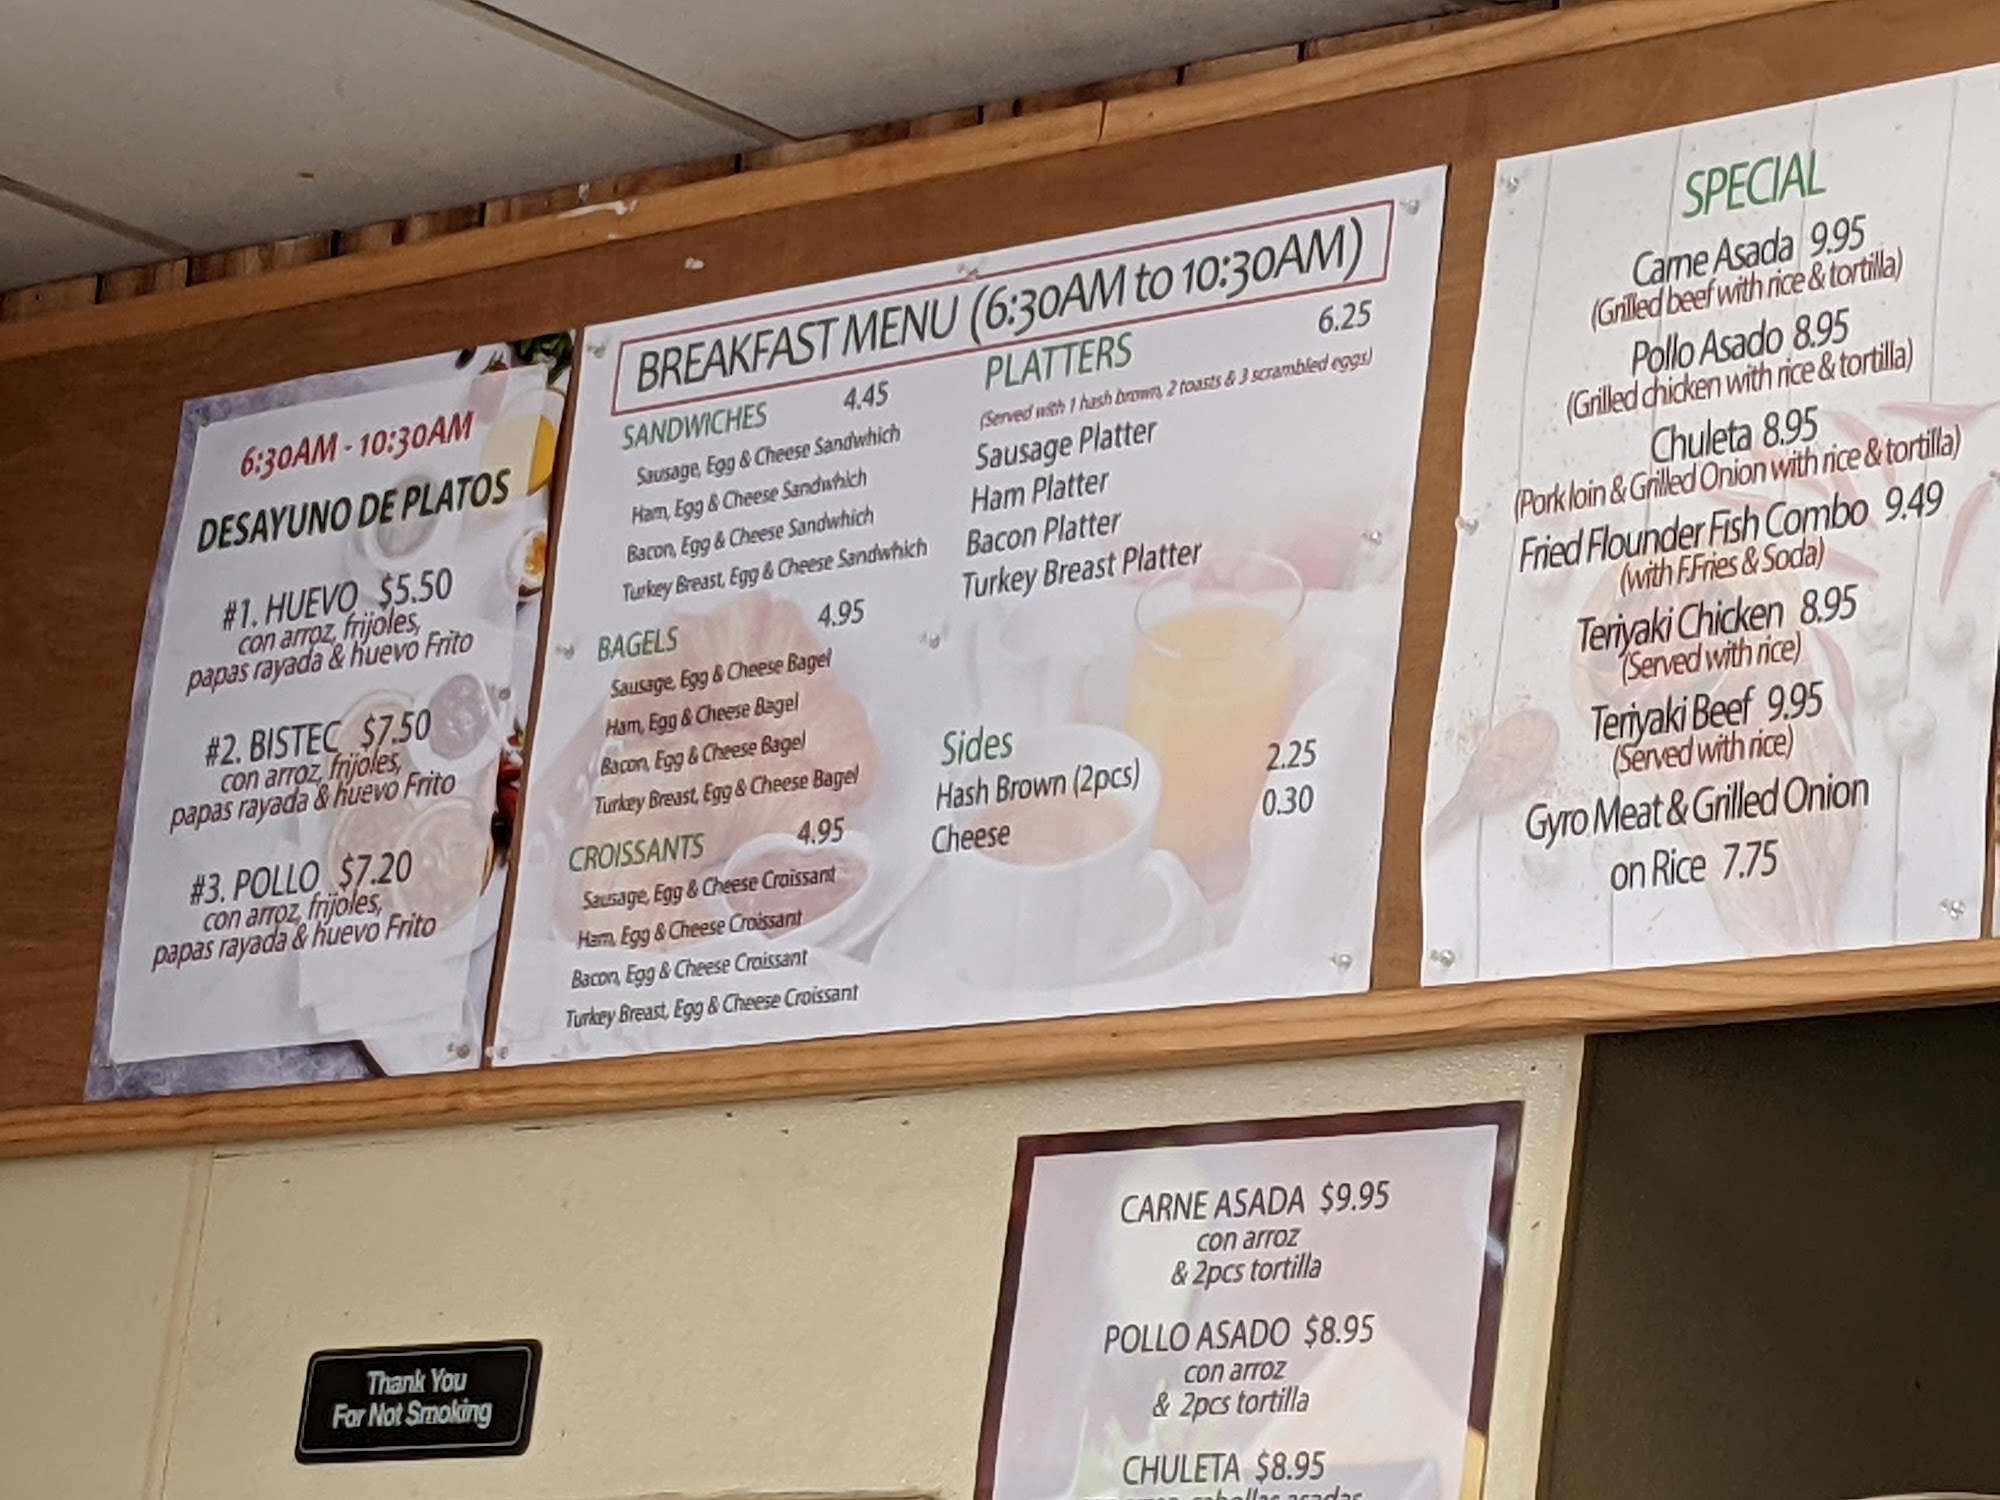 6:30AM - 10:30AM
DESAYUNO DE PLATOS
#1. HUEVO $5.50
con arroz, frijoles,
papas rayada & huevo Frito
#2. BISTEC $7.50
con arroz, frijoles,
papas rayada & huevo Frito
#3. POLLO $7.20
con arroz, frijoles,
papas rayada & huevo Frito
BREAKFAST MENU (6:30AM to 10:30AM)
SANDWICHES 4.45
Sausage, Egg & Cheese Sandwhich
Ham, Egg & Cheese Sandwhich
Bacon, Egg & Cheese Sandwhich
Turkey Breast, Egg & Cheese Sandwhich
BAGELS 4.95
Sausage, Egg & Cheese Bagel
Ham, Egg & Cheese Bagel
Bacon, Egg & Cheese Bagel
Turkey Breast, Egg & Cheese Bagel
CROISSANTS 4.95
Sausage, Egg & Cheese Croissant
Ham, Egg & Cheese Croissant
Bacon, Egg & Cheese Croissant
Turkey Breast, Egg & Cheese Croissant
PLATTERS 6.25
(Served with 1 hash brown, 2 toasts & 3 scrambled eggs)
Sausage Platter
Ham Platter
Bacon Platter
Turkey Breast Platter
Sides
Hash Brown (2pcs) 2.25
Cheese 0.30
SPECIAL
Carne Asada 9.95
(Grilled beef with rice & tortilla)
Pollo Asado 8.95
(Grilled chicken with rice & tortilla)
Chuleta 8.95
(Pork loin & Grilled Onion with rice & tortilla)
Fried Flounder Fish Combo 9.49
(with F.Fries & Soda)
Teriyaki Chicken 8.95
(Served with rice)
Teriyaki Beef 9.95
(Served with rice)
Gyro Meat & Grilled Onion
on Rice 7.75
Thank You
For Not Smoking
CARNE ASADA $9.95
con arroz
& 2pcs tortilla
POLLO ASADO $8.95
con arroz
& 2pcs tortilla
CHULETA $8.95